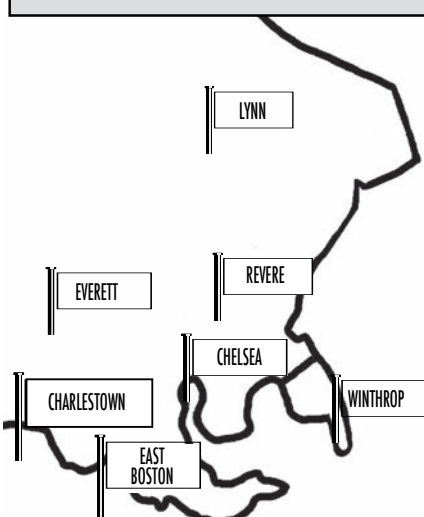 LYNN
REVERE
EVERETT
CHELSEA
WINTHROP
CHARLESTOWN
EAST
BOSTON